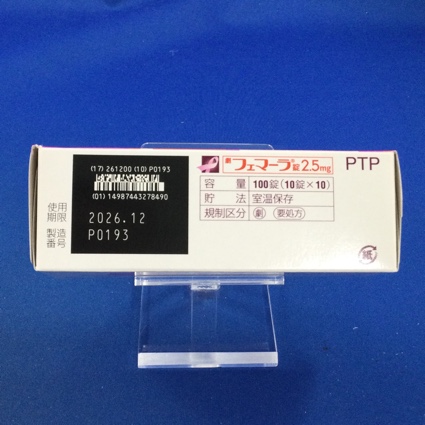 (17) 261200 (10) P0193
(01) 14987443278490
使用期限 2026.12
製造番号 P0193
劇 フェマーラ®錠 2.5mg
PTP
容量 100錠(10錠×10)
貯法 室温保存
規制区分 劇 要処方
紙